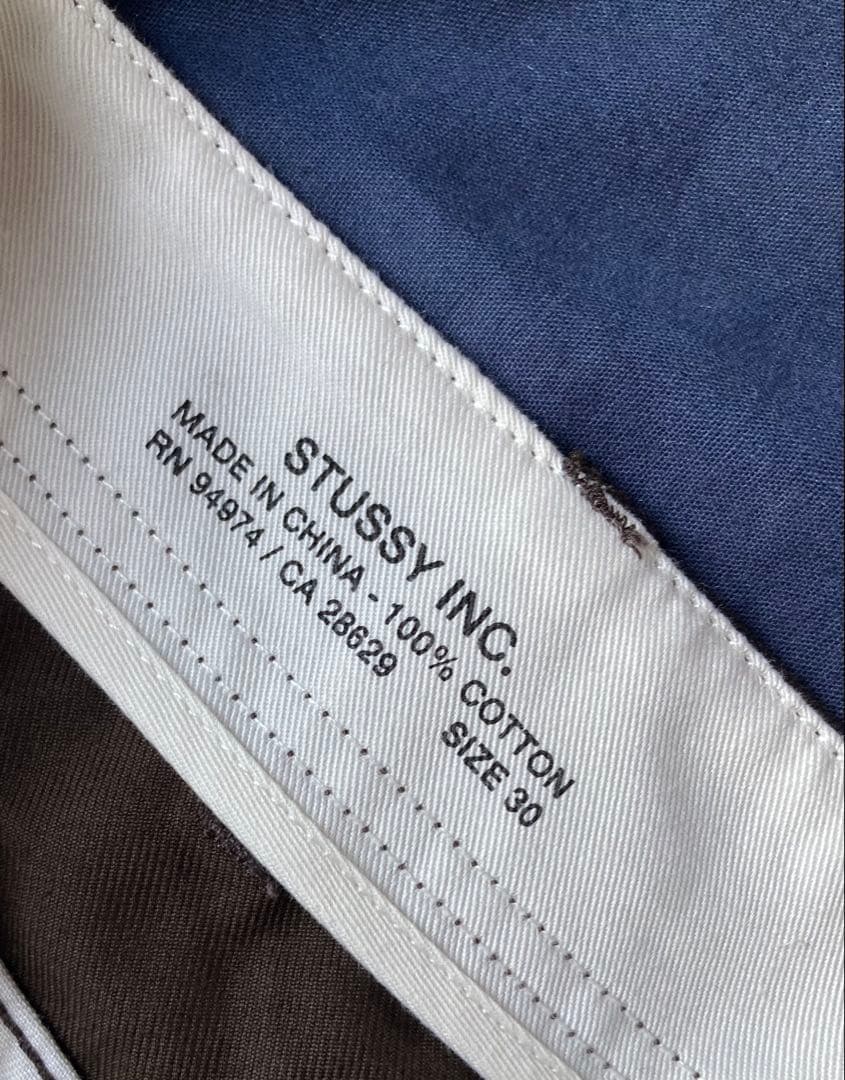 STUSSY INC.
MADE IN CHINA - 100% COTTON
RN 94974 / CA 28629
SIZE 30